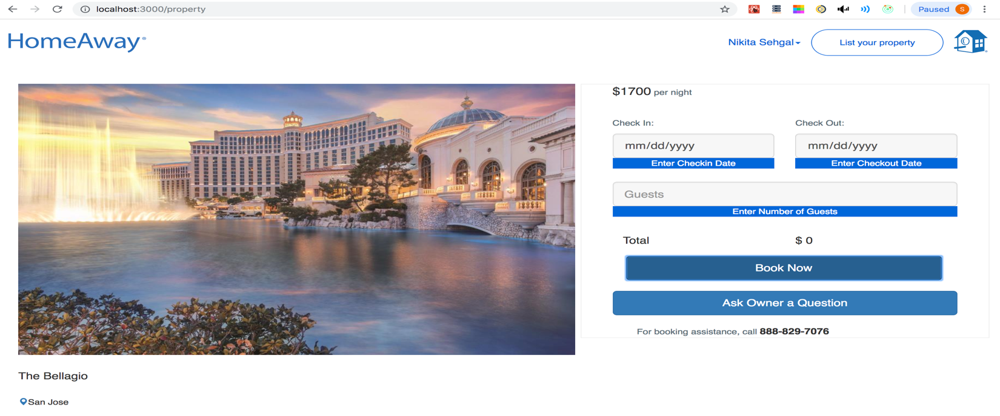 localhost:3000/property
Paused S
HomeAway®
Nikita Sehgal
List your property
$1700 per night
Check In: Check Out:
mm/dd/yyyy mm/dd/yyyy
Enter Checkin Date Enter Checkout Date
Guests
Enter Number of Guests
Total $ 0
Book Now
Ask Owner a Question
For booking assistance, call 888-829-7076
The Bellagio
San Jose